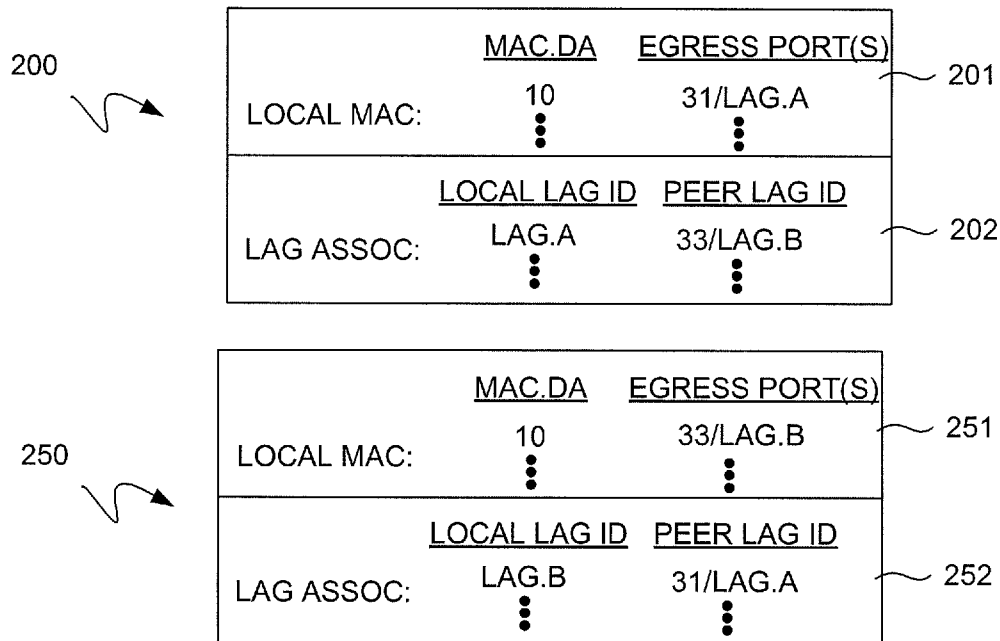 200
MAC.DA EGRESS PORT(S)
201
LOCAL MAC: 10 31/LAG.A
LOCAL LAG ID PEER LAG ID
202
LAG ASSOC: LAG.A 33/LAG.B
250
MAC.DA EGRESS PORT(S)
251
LOCAL MAC: 10 33/LAG.B
LOCAL LAG ID PEER LAG ID
252
LAG ASSOC: LAG.B 31/LAG.A